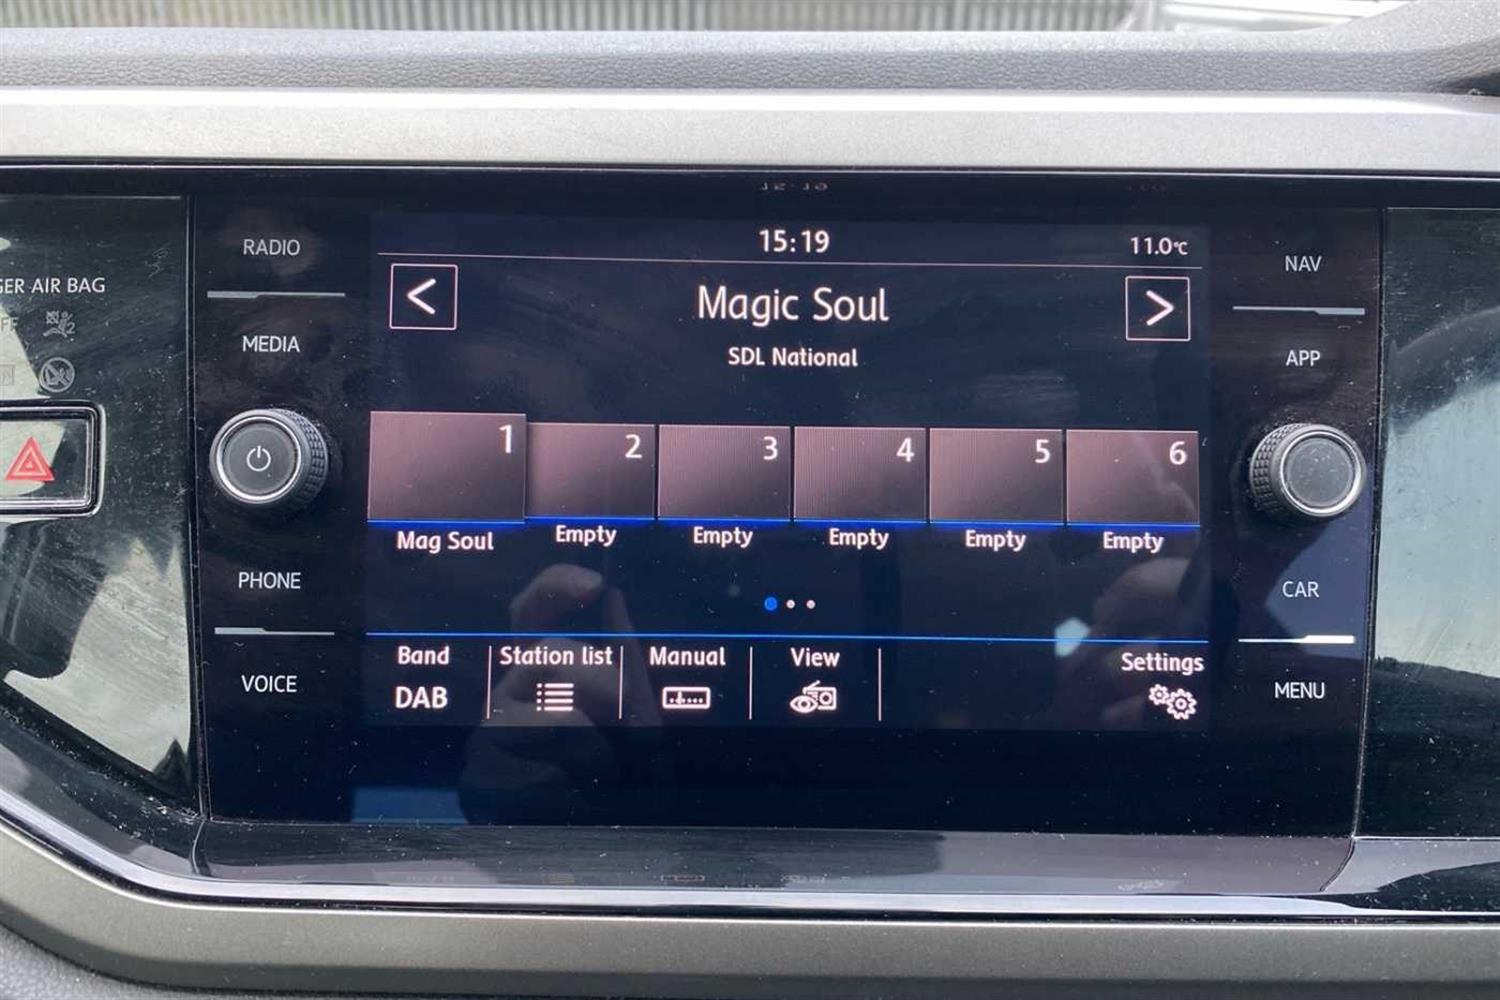 15:19
11.0°C
RADIO
MEDIA
PHONE
VOICE
GER AIR BAG
<
Magic Soul
>
SDL National
1
2
3
4
5
6
Mag Soul
Empty
Empty
Empty
Empty
Empty
Band
Station list
Manual
View
Settings
DAB
NAV
APP
CAR
MENU